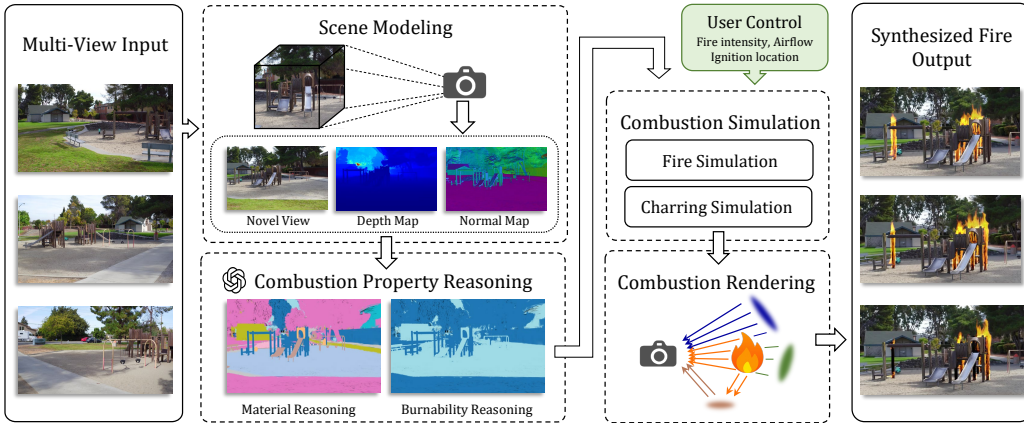 Multi-View Input
Scene Modeling
Novel View
Depth Map
Normal Map
Combustion Property Reasoning
Material Reasoning
Burnability Reasoning
User Control
Fire intensity, Airflow
Ignition location
Combustion Simulation
Fire Simulation
Charring Simulation
Combustion Rendering
Synthesized Fire
Output